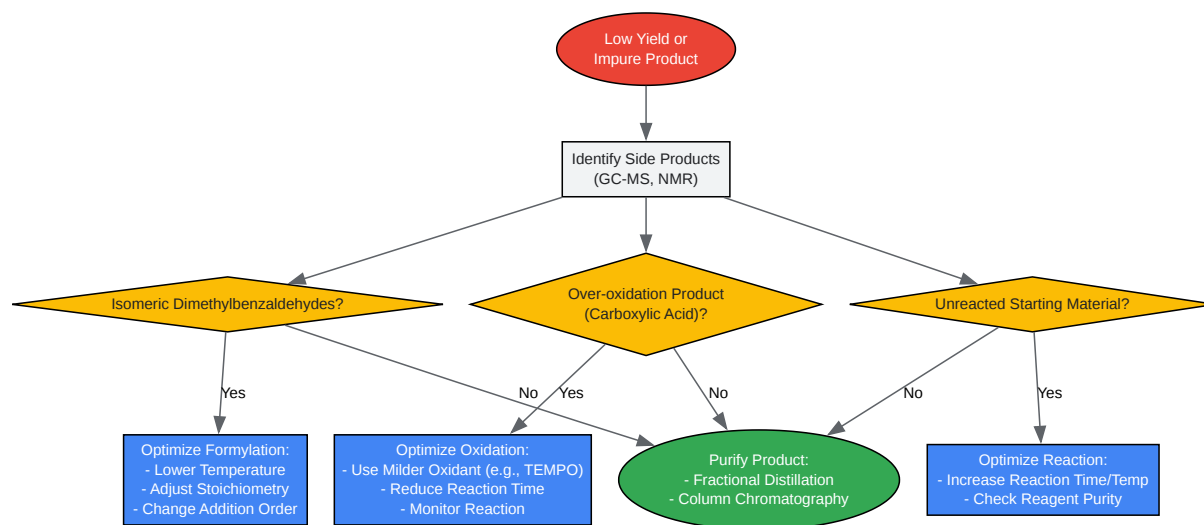 Low Yield or
Impure Product
Identify Side Products
(GC-MS, NMR)
Isomeric Dimethylbenzaldehydes?
Over-oxidation Product
(Carboxylic Acid)?
Unreacted Starting Material?
Yes
No
Yes
No
No
Yes
Optimize Formylation:
- Lower Temperature
- Adjust Stoichiometry
- Change Addition Order
Optimize Oxidation:
- Use Milder Oxidant (e.g., TEMPO)
- Reduce Reaction Time
- Monitor Reaction
Purify Product:
- Fractional Distillation
- Column Chromatography
Optimize Reaction:
- Increase Reaction Time/Temp
- Check Reagent Purity